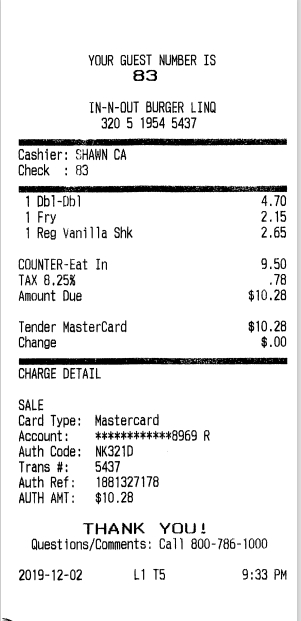 YOUR GUEST NUMBER IS
83
IN-N-OUT BURGER LINQ
320 5 1954 5437
Cashier: SHAWN CA
Check : 83
1 Dbl-Dbl 4.70
1 Fry 2.15
1 Reg Vanilla Shk 2.65
COUNTER-Eat In 9.50
TAX 8.25% .78
Amount Due $10.28
Tender MasterCard $10.28
Change $.00
CHARGE DETAIL
SALE
Card Type: Mastercard
Account: ************8969 R
Auth Code: NK321D
Trans #: 5437
Auth Ref: 1881327178
AUTH AMT: $10.28
THANK YOU!
Questions/Comments: Call 800-786-1000
2019-12-02 L1 T5 9:33 PM